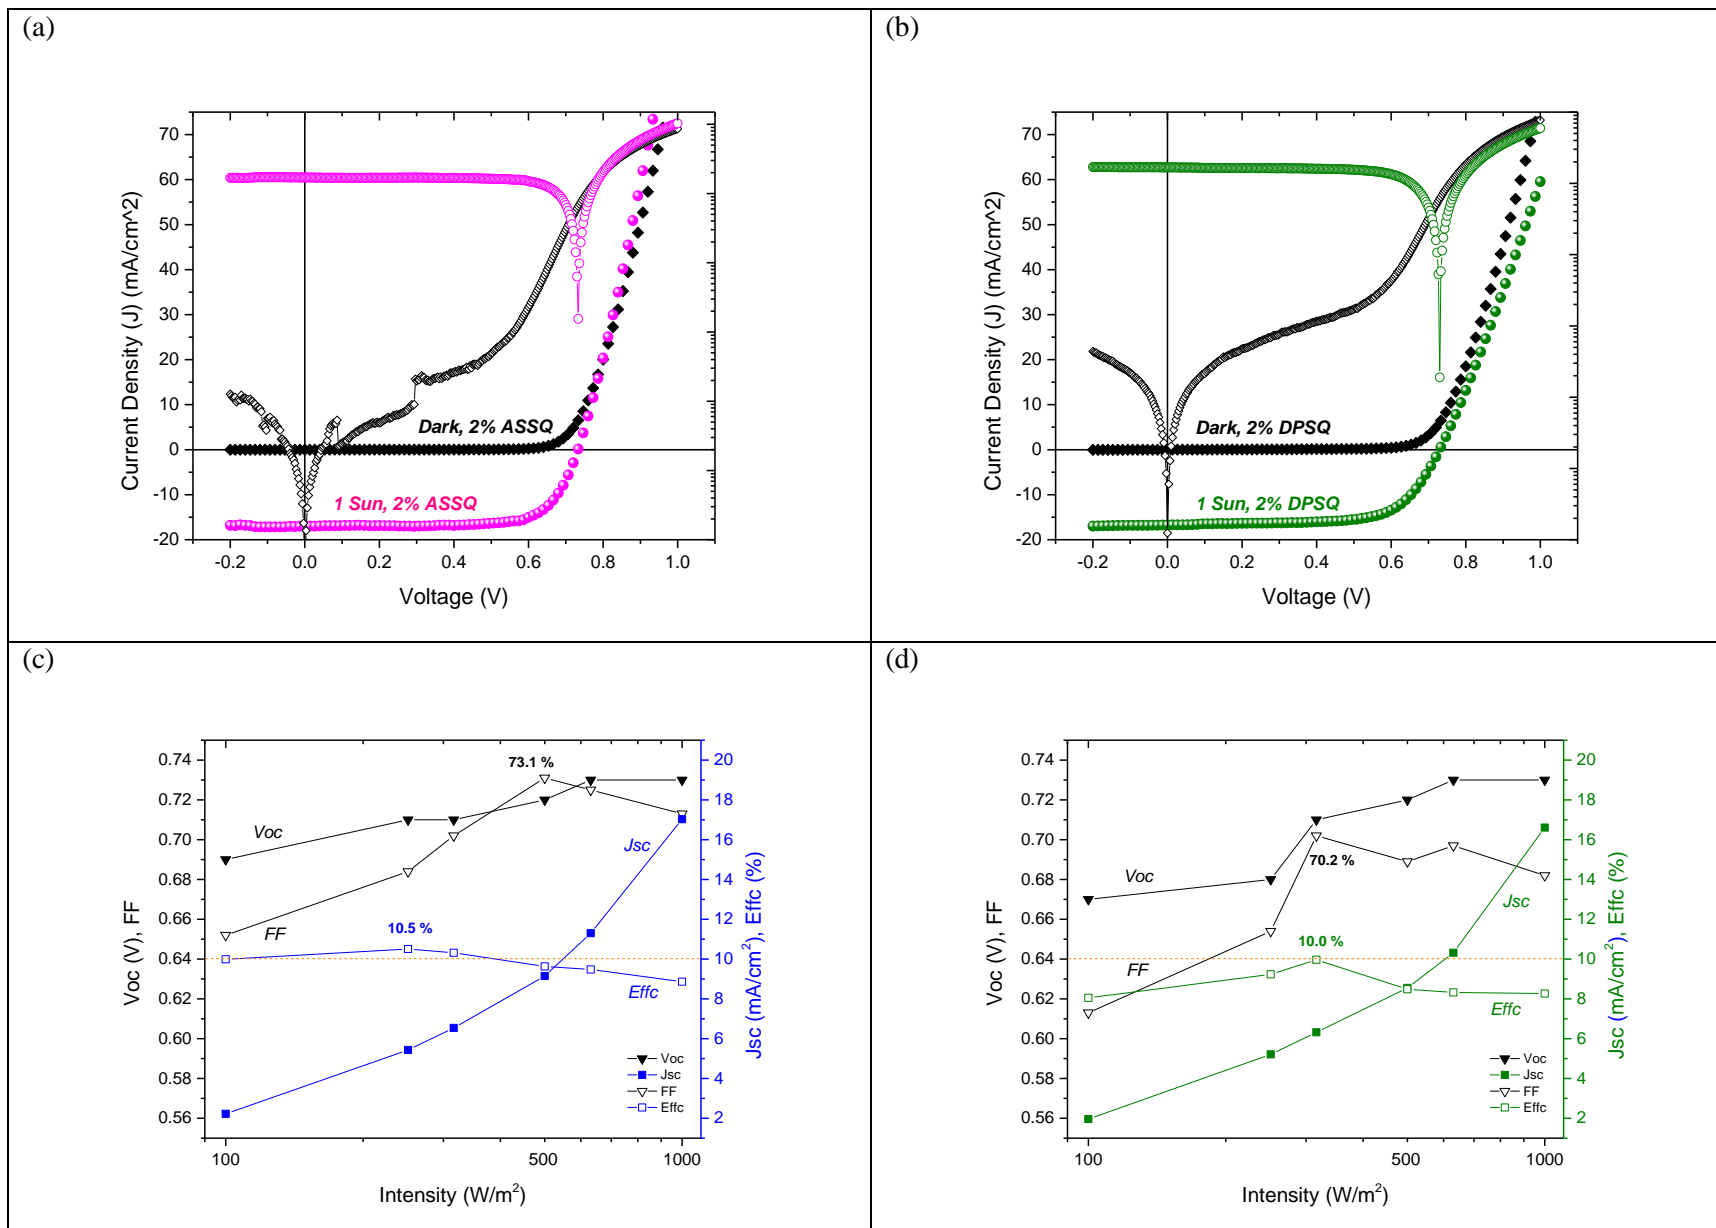 (a)
70
60
50
40
30
20
10
0
-10
-20
-0.2 0.0 0.2 0.4 0.6 0.8 1.0
Voltage (V)
Current Density (J) (mA/cm^2)
Dark, 2% ASSQ
1 Sun, 2% ASSQ
(b)
70
60
50
40
30
20
10
0
-10
-20
-0.2 0.0 0.2 0.4 0.6 0.8 1.0
Voltage (V)
Current Density (J) (mA/cm^2)
Dark, 2% DPSQ
1 Sun, 2% DPSQ
(c)
0.74
0.72
0.70
0.68
0.66
0.64
0.62
0.60
0.58
0.56
Voc (V), FF
100 500 1000
Intensity (W/m²)
20
18
16
14
12
10
8
6
4
2
Jsc (mA/cm²), Effc (%)
73.1 %
Voc
Jsc
FF
10.5 %
Effc
Voc
Jsc
FF
Effc
(d)
0.74
0.72
0.70
0.68
0.66
0.64
0.62
0.60
0.58
0.56
Voc (V), FF
100 500 1000
Intensity (W/m²)
20
18
16
14
12
10
8
6
4
2
Jsc (mA/cm²), Effc (%)
70.2 %
Voc
Jsc
FF
10.0 %
Effc
Voc
Jsc
FF
Effc